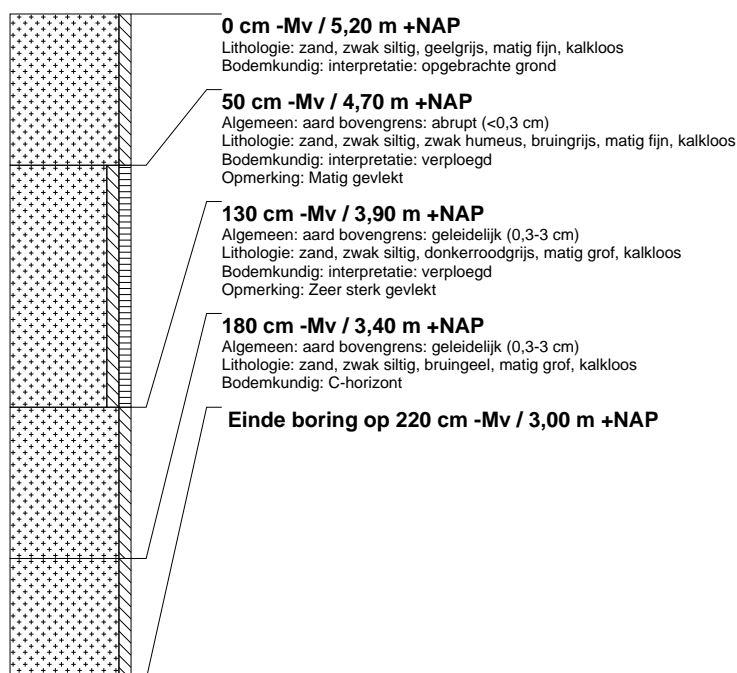 0 cm -Mv / 5,20 m +NAP
Lithologie: zand, zwak siltig, geelgrijs, matig fijn, kalkloos
Bodemkundig: interpretatie: opgebrachte grond
50 cm -Mv / 4,70 m +NAP
Algemeen: aard bovengrens: abrupt (<0,3 cm)
Lithologie: zand, zwak siltig, zwak humeus, bruingrijs, matig fijn, kalkloos
Bodemkundig: interpretatie: verploegd
Opmerking: Matig gevlekt
130 cm -Mv / 3,90 m +NAP
Algemeen: aard bovengrens: geleidelijk (0,3-3 cm)
Lithologie: zand, zwak siltig, donkerroodgrijs, matig grof, kalkloos
Bodemkundig: interpretatie: verploegd
Opmerking: Zeer sterk gevlekt
180 cm -Mv / 3,40 m +NAP
Algemeen: aard bovengrens: geleidelijk (0,3-3 cm)
Lithologie: zand, zwak siltig, bruingeel, matig grof, kalkloos
Bodemkundig: C-horizont
Einde boring op 220 cm -Mv / 3,00 m +NAP